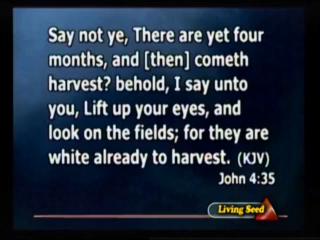 Say not ye, There are yet four
months, and [then] cometh
harvest? behold, I say unto
you, Lift up your eyes, and
look on the fields; for they are
white already to harvest. (KJV)
John 4:35
Living Seed